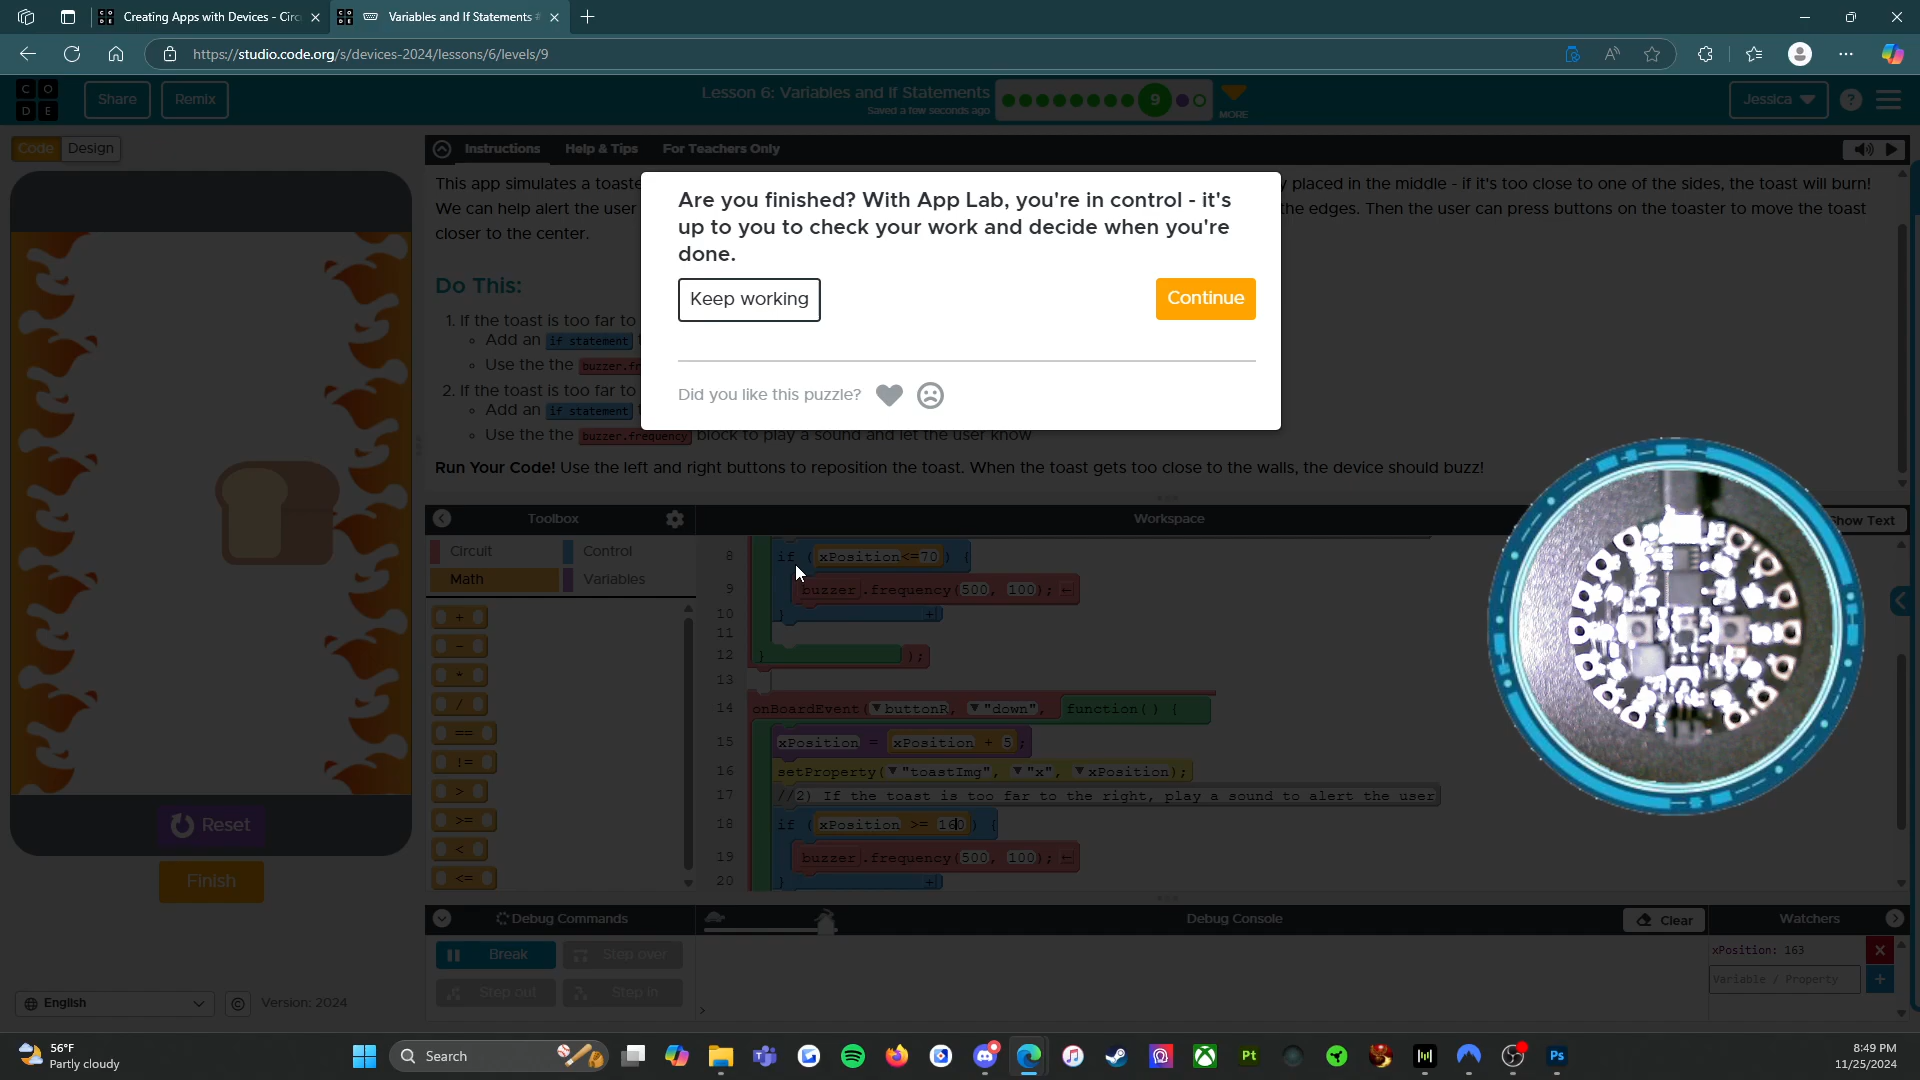 Creating Apps with Devices - Circ
Variables and If Statements
https://studio.code.org/s/devices-2024/lessons/6/levels/9
C O D E
Share
Remix
Lesson 6: Variables and If Statements
Saved a few seconds ago
9
MORE
Jessica
Code
Design
Instructions
Help & Tips
For Teachers Only
This app simulates a toaste
y placed in the middle - if it's too close to one of the sides, the toast will burn!
We can help alert the user
the edges. Then the user can press buttons on the toaster to move the toast
closer to the center.
Do This:
1. If the toast is too far to
Add an if statement
Use the the buzzer.fr
2. If the toast is too far to
Add an if statement
Use the the buzzer.frequency block to play a sound and let the user know
Run Your Code! Use the left and right buttons to reposition the toast. When the toast gets too close to the walls, the device should buzz!
Are you finished? With App Lab, you're in control - it's
up to you to check your work and decide when you're
done.
Keep working
Continue
Did you like this puzzle?
Toolbox
Workspace
Show Text
Circuit
Control
Math
Variables
+
-
*
/
==
!=
>
>=
<
<=
8 if (xPosition<=70) {
9 buzzer.frequency(500, 100);
10 }
11
12 });
13
14 onBoardEvent(buttonR, "down", function() {
15 xPosition = xPosition + 5;
16 setProperty("toastImg", "x", xPosition);
17 //2) If the toast is too far to the right, play a sound to alert the user
18 if (xPosition >= 160) {
19 buzzer.frequency(500, 100);
20 }
Reset
Finish
Debug Commands
Debug Console
Clear
Watchers
Break
Step over
Step out
Step in
xPosition: 163
Variable / Property
English
Version: 2024
56°F
Partly cloudy
Search
Pt
Ps
8:49 PM
11/25/2024